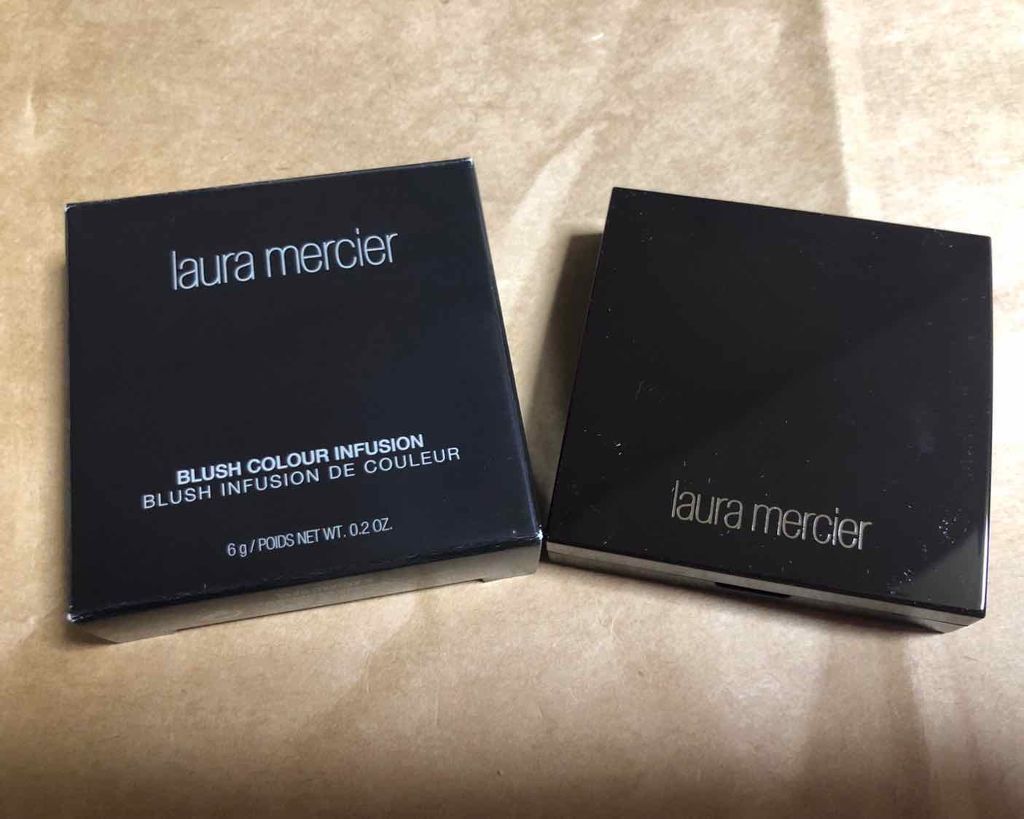 laura mercier
BLUSH COLOUR INFUSION
BLUSH INFUSION DE COULEUR
6 g / POIDS NET WT. 0.2 OZ.
laura mercier